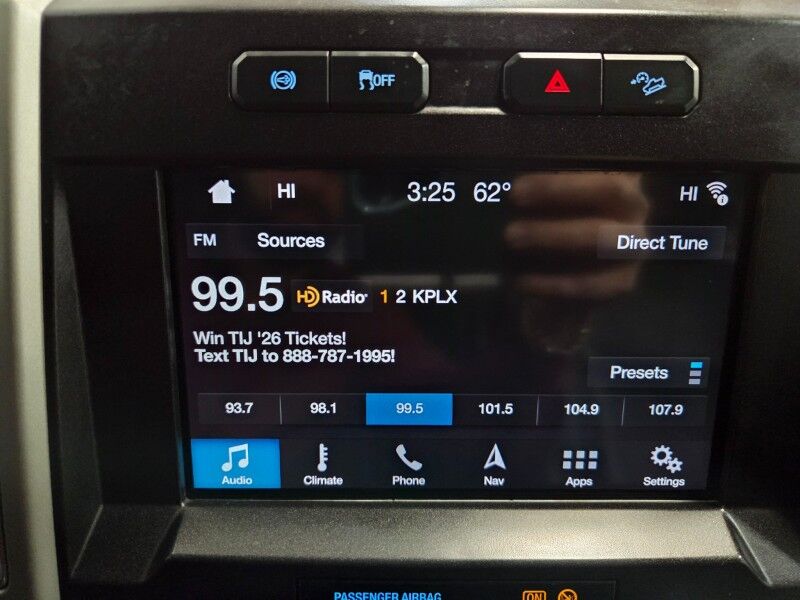 OFF
HI 3:25 62° HI
FM Sources Direct Tune
99.5 HD Radio 1 2 KPLX
Win TIJ '26 Tickets!
Text TIJ to 888-787-1995!
Presets
93.7 98.1 99.5 101.5 104.9 107.9
Audio Climate Phone Nav Apps Settings
PASSENGER AIRBAG ON